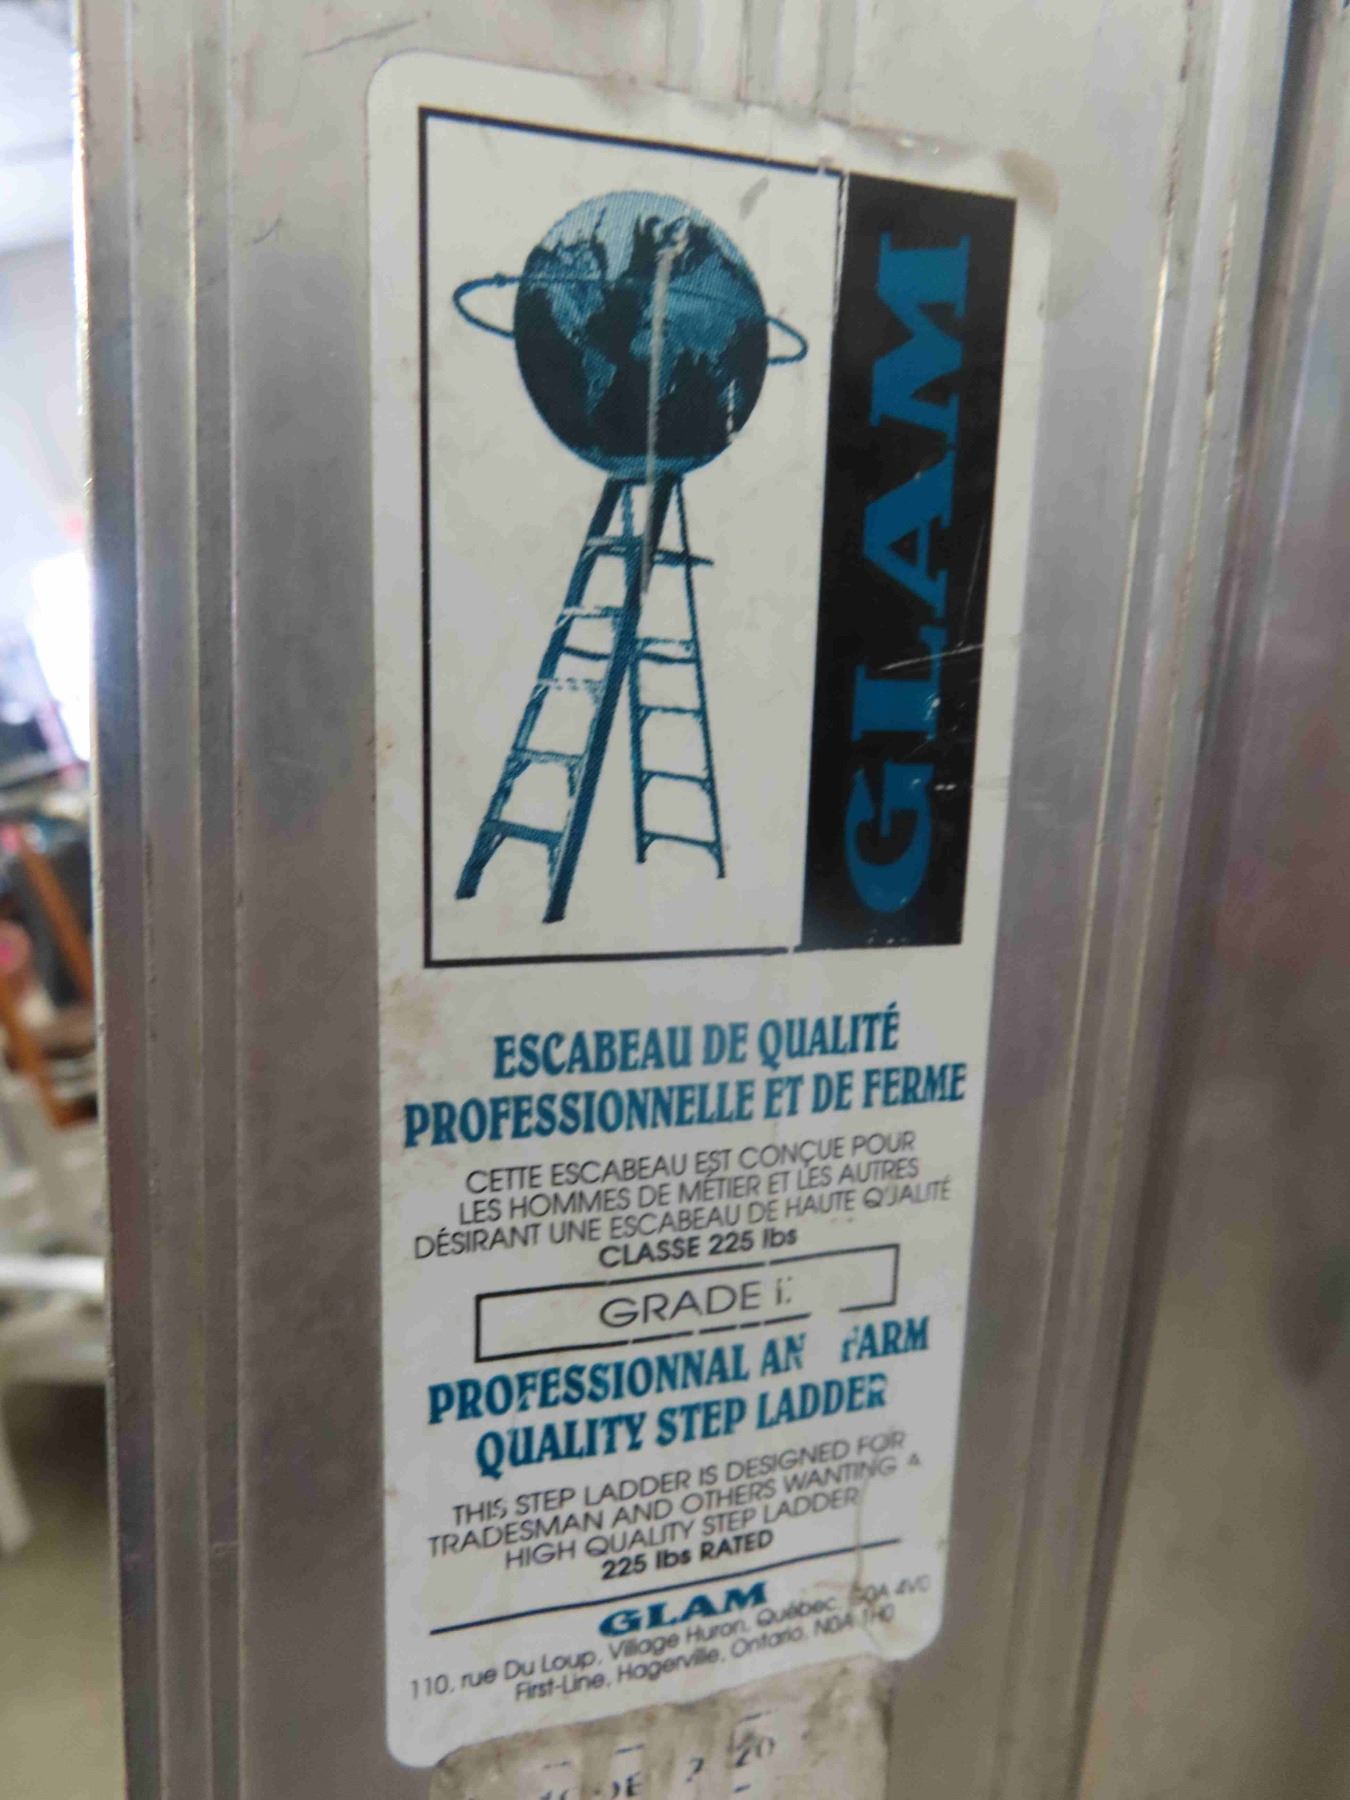 GLAM
ESCABEAU DE QUALITÉ
PROFESSIONNELLE ET DE FERME
CETTE ESCABEAU EST CONÇUE POUR
LES HOMMES DE MÉTIER ET LES AUTRES
DÉSIRANT UNE ESCABEAU DE HAUTE QUALITÉ
CLASSE 225 lbs
GRADE
PROFESSIONNAL FARM
QUALITY STEP LADDER
THIS STEP LADDER IS DESIGNED FOR
TRADESMAN AND OTHERS WANTING A
HIGH QUALITY STEP LADDER
225 lbs RATED
GLAM
110, rue Du Loup, Village Huron, Québec, 4V0
First-Line, Hagerville, Ontario, N0A 1H0